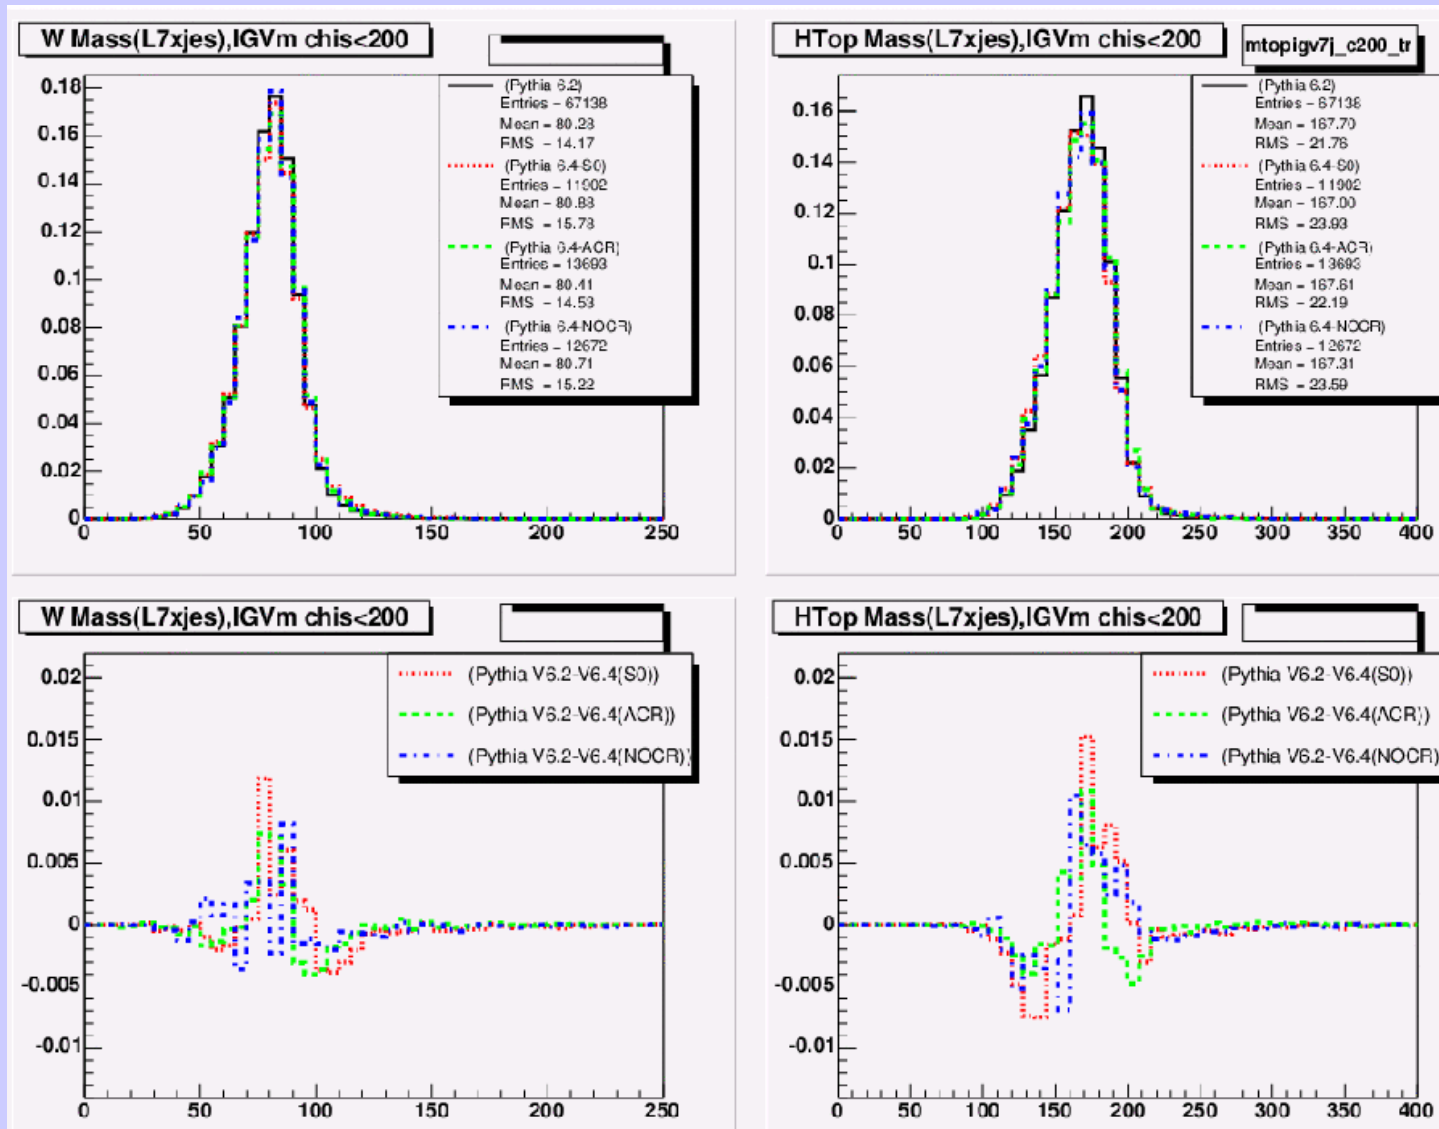 W Mass(L7xjes),IGVm chis<200
0.18
0.16
0.14
0.12
0.1
0.08
0.06
0.04
0.02
0
0 50 100 150 200 250
(Pythia 6.2)
Entries = 67138
Mean = 80.28
RMS = 14.17
(Pythia 6.4-S0)
Entries = 11902
Mean = 80.88
RMS = 15.78
(Pythia 6.4-ACR)
Entries = 13693
Mean = 80.41
RMS = 14.53
(Pythia 6.4-NOCR)
Entries = 12672
Mean = 80.71
RMS = 15.22
HTop Mass(L7xjes),IGVm chis<200
mtopigv7j_c200_tr
0.16
0.14
0.12
0.1
0.08
0.06
0.04
0.02
0
0 50 100 150 200 250 300 350 400
(Pythia 6.2)
Entries = 67138
Mean = 167.70
RMS = 21.76
(Pythia 6.4-S0)
Entries = 11902
Mean = 167.00
RMS = 23.93
(Pythia 6.4-ACR)
Entries = 13693
Mean = 167.61
RMS = 22.19
(Pythia 6.4-NOCR)
Entries = 12672
Mean = 167.31
RMS = 23.59
W Mass(L7xjes),IGVm chis<200
(Pythia V6.2-V6.4(S0))
(Pythia V6.2-V6.4(ACR))
(Pythia V6.2-V6.4(NOCR))
0.02
0.015
0.01
0.005
0
-0.005
-0.01
0 50 100 150 200 250
HTop Mass(L7xjes),IGVm chis<200
(Pythia V6.2-V6.4(S0))
(Pythia V6.2-V6.4(ACR))
(Pythia V6.2-V6.4(NOCR)
0.02
0.015
0.01
0.005
0
-0.005
-0.01
0 50 100 150 200 250 300 350 400